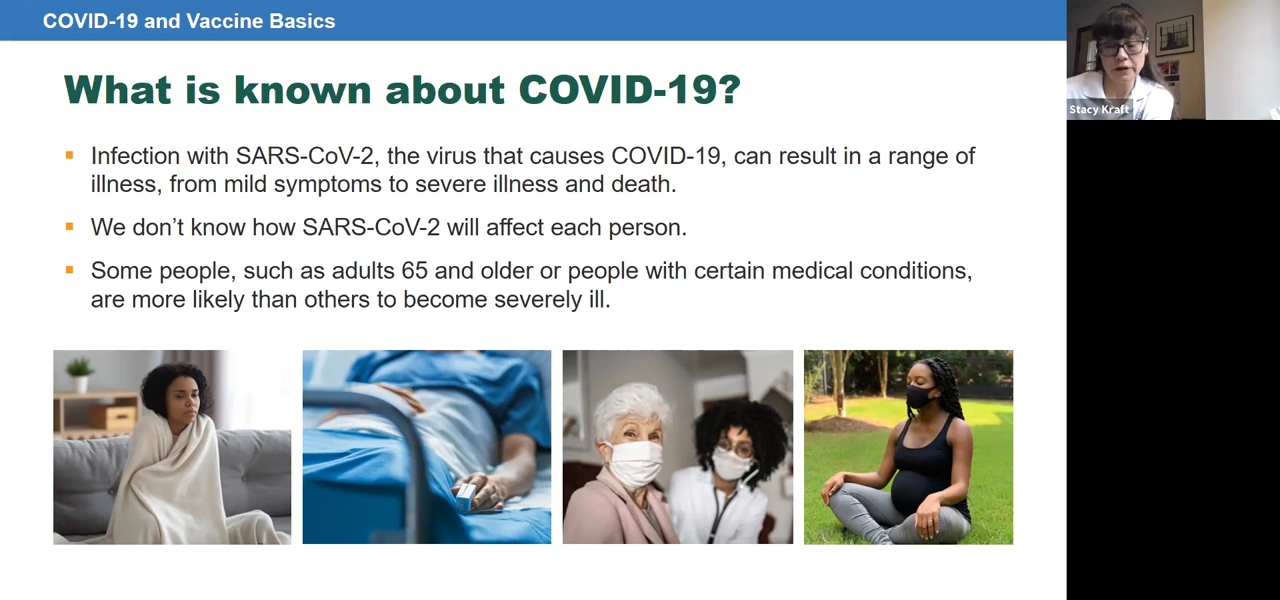 COVID-19 and Vaccine Basics
What is known about COVID-19?
▪ Infection with SARS-CoV-2, the virus that causes COVID-19, can result in a range of
illness, from mild symptoms to severe illness and death.
▪ We don’t know how SARS-CoV-2 will affect each person.
▪ Some people, such as adults 65 and older or people with certain medical conditions,
are more likely than others to become severely ill.
Stacy Kraft